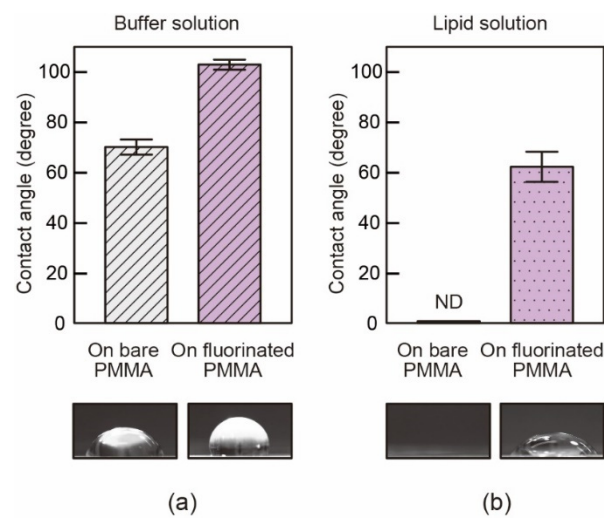 Buffer solution
Contact angle (degree)
100
80
60
40
20
0
On bare
PMMA
On fluorinated
PMMA
(a)
Lipid solution
Contact angle (degree)
100
80
60
40
20
0
ND
On bare
PMMA
On fluorinated
PMMA
(b)